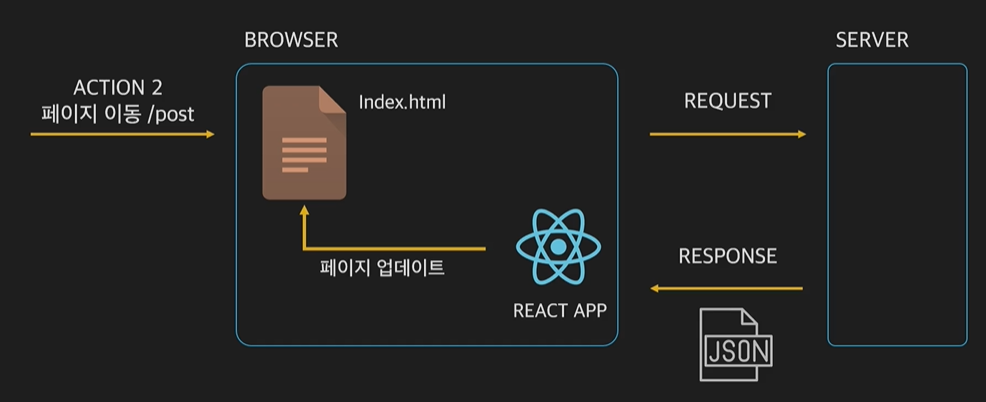 BROWSER
SERVER
ACTION 2
페이지 이동 /post
Index.html
REQUEST
페이지 업데이트
REACT APP
RESPONSE
JSON